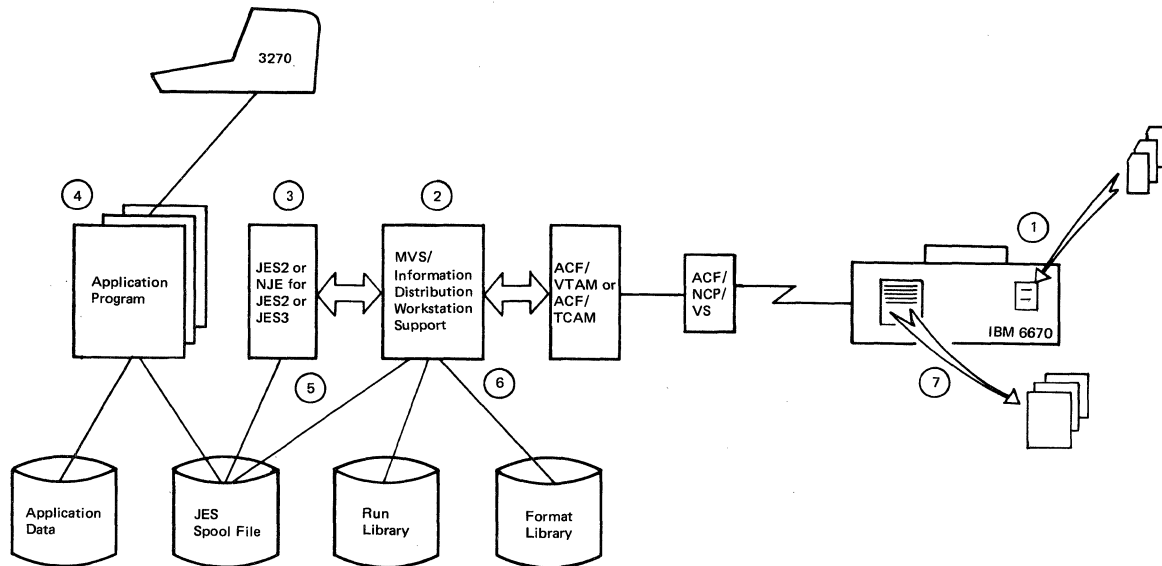 3270
4
3
2
1
Application
Program
JES2 or
NJE for
JES2 or
JES3
MVS/
Information
Distribution
Workstation
Support
ACF/
VTAM or
ACF/
TCAM
ACF/
NCP/
VS
IBM 6670
5
6
7
Application
Data
JES
Spool File
Run
Library
Format
Library